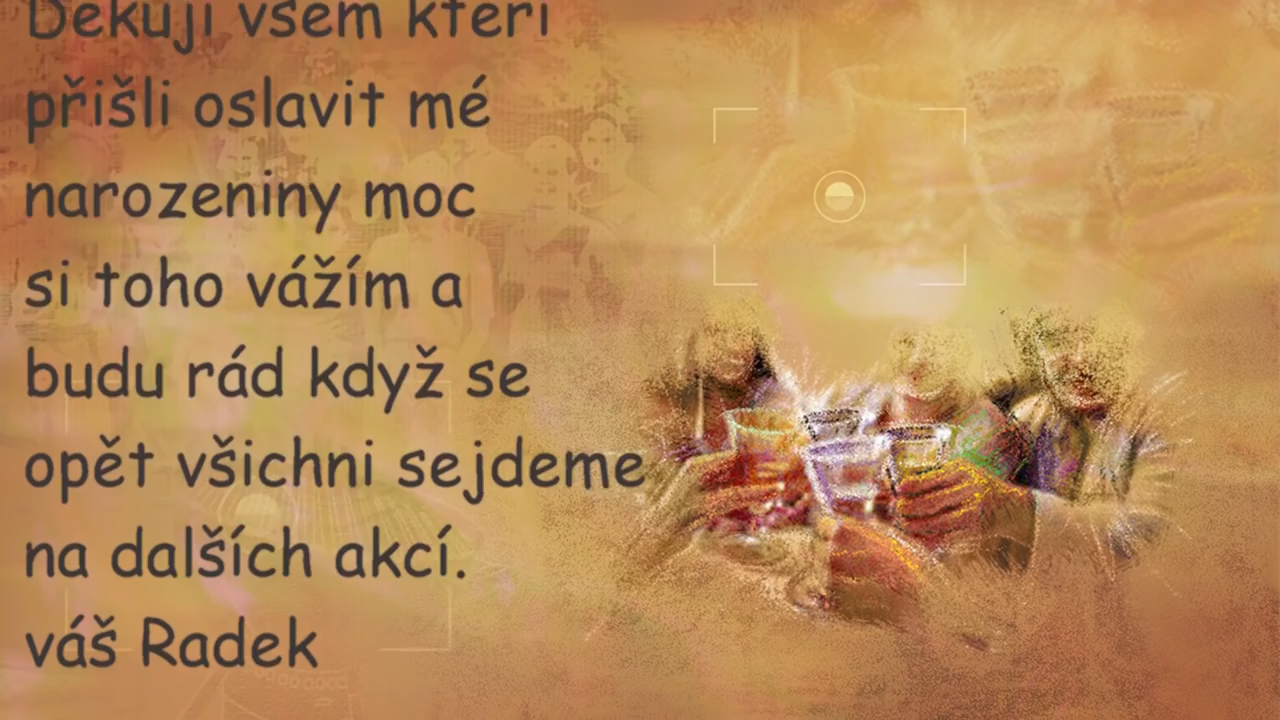 Děkuji všem kteří
přišli oslavit mé
narozeniny moc
si toho vážím a
budu rád když se
opět všichni sejdeme
na dalších akcí.
váš Radek